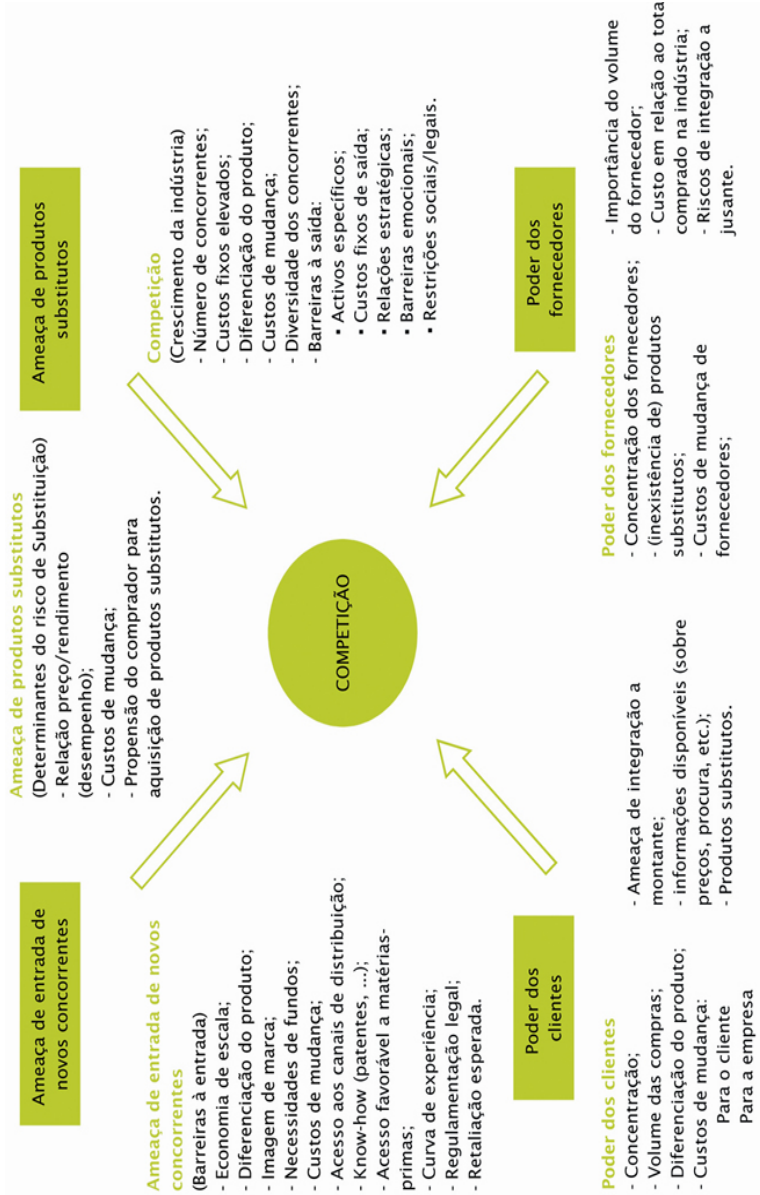 Ameaça de entrada de
novos concorrentes
Ameaça de entrada de novos
concorrentes
(Barreiras à entrada)
- Economia de escala;
- Diferenciação do produto;
- Imagem de marca;
- Necessidades de fundos;
- Custos de mudança;
- Acesso aos canais de distribuição;
- Know-how (patentes, ...);
- Acesso favorável a matérias-
primas;
- Curva de experiência;
- Regulamentação legal;
- Retaliação esperada.
Ameaça de produtos substitutos
(Determinantes do risco de Substituição)
- Relação preço/rendimento
(desempenho);
- Custos de mudança;
- Propensão do comprador para
aquisição de produtos substitutos.
Ameaça de produtos
substitutos
Competição
(Crescimento da indústria)
- Número de concorrentes;
- Custos fixos elevados;
- Diferenciação do produto;
- Custos de mudança;
- Diversidade dos concorrentes;
- Barreiras à saída:
▪ Activos específicos;
▪ Custos fixos de saída;
▪ Relações estratégicas;
▪ Barreiras emocionais;
▪ Restrições sociais/legais.
COMPETIÇÃO
Poder dos
clientes
Poder dos clientes
- Concentração;
- Volume das compras;
- Diferenciação do produto;
- Custos de mudança:
Para o cliente
Para a empresa
- Ameaça de integração a
montante;
- informações disponíveis (sobre
preços, procura, etc.);
- Produtos substitutos.
Poder dos
fornecedores
Poder dos fornecedores
- Concentração dos fornecedores;
- (inexistência de) produtos
substitutos;
- Custos de mudança de
fornecedores;
- Importância do volume
do fornecedor;
- Custo em relação ao tota
comprado na indústria;
- Riscos de integração a
jusante.